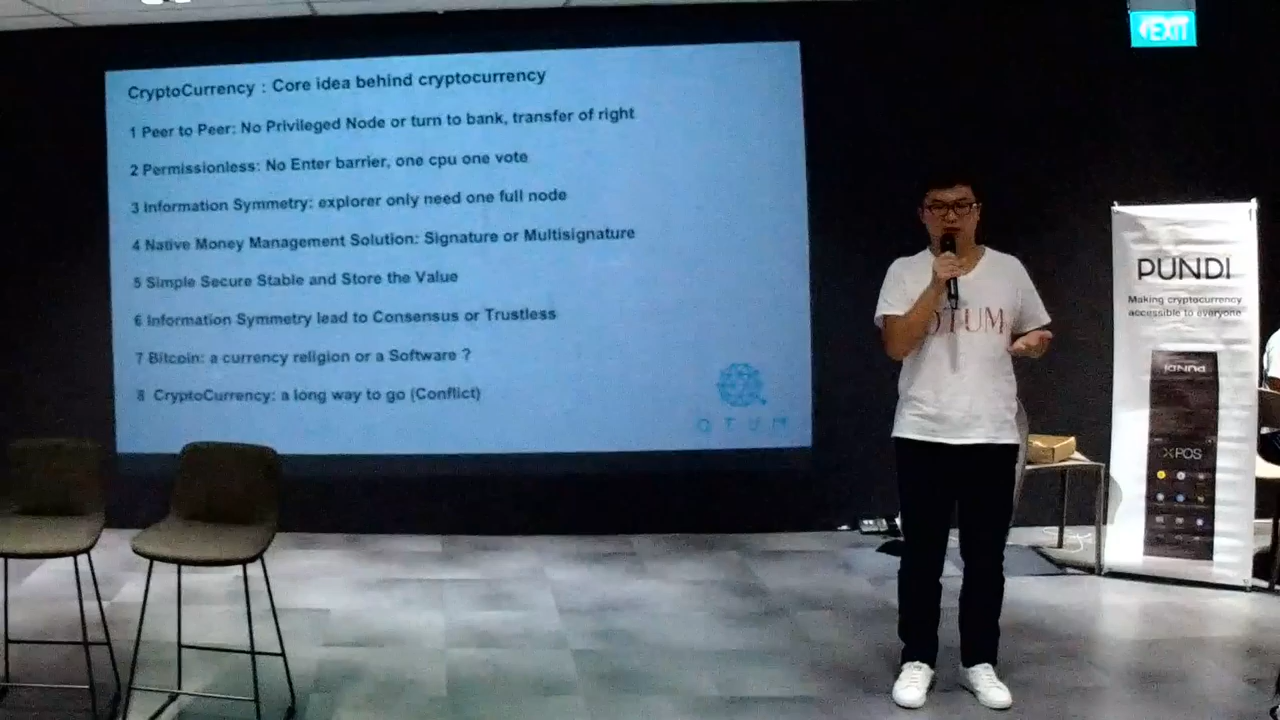 CryptoCurrency : Core idea behind cryptocurrency
1 Peer to Peer: No Privileged Node or turn to bank, transfer of right
2 Permissionless: No Enter barrier, one cpu one vote
3 Information Symmetry: explorer only need one full node
4 Native Money Management Solution: Signature or Multisignature
5 Simple Secure Stable and Store the Value
6 Information Symmetry lead to Consensus or Trustless
7 Bitcoin: a currency religion or a Software ?
8 CryptoCurrency: a long way to go (Conflict)
QTUM
EXIT
QTUM
PUNDI
Making cryptocurrency
accessible to everyone
PUNDI
XPOS